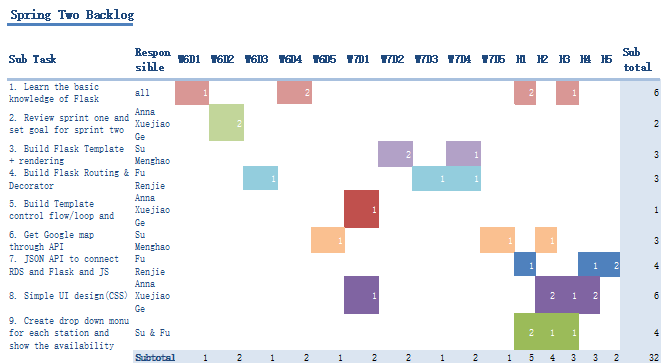 Spring Two Backlog
Sub Task Respon sible W6D1 W6D2 W6D3 W6D4 W6D5 W7D1 W7D2 W7D3 W7D4 W7D5 H1 H2 H3 H4 H5 Sub total
1. Learn the basic
knowledge of Flask
all 1 2 2 1 6
2. Review sprint one and
set goal for sprint two
Anna
Xuejiao
Ge
2 2
3. Build Flask Template
+ rendering
Su
Menghao
2 1 3
4. Build Flask Routing &
Decorator
Fu
Renjie
1 1 1 3
5. Build Template
control flow/loop and
Anna
Xuejiao
Ge
1 1
6. Get Google map
through API
Su
Menghao
1 1 1 3
7. JSON API to connect
RDS and Flask and JS
Fu
Renjie
1 1 2 4
8. Simple UI design(CSS)
Anna
Xuejiao
Ge
1 2 1 2 6
9. Create drop down menu
for each station and
show the availability
Su & Fu 2 1 1 4
Subtotal 1 2 1 2 1 2 2 1 2 1 5 4 3 3 2 32